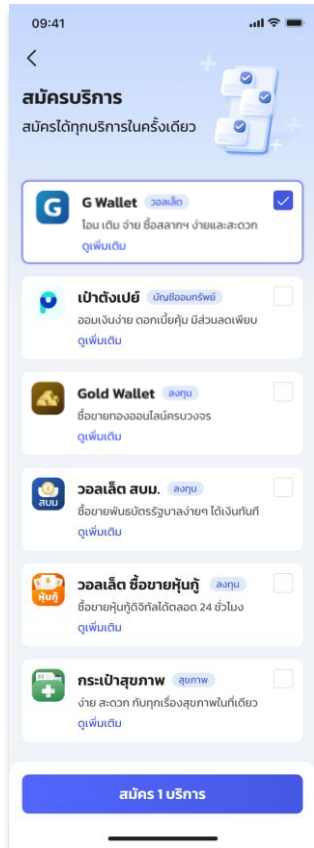 09:41
สมัครบริการ
สมัครได้ทุกบริการในครั้งเดียว
G
G Wallet วอลเล็ต
โอน เติม จ่าย ซื้อสลากฯ ง่ายและสะดวก
ดูเพิ่มเติม
เป๋าตังเปย์ บัญชีออมทรัพย์
ออมเงินง่าย ดอกเบี้ยคุ้ม มีส่วนลดเพียบ
ดูเพิ่มเติม
Gold Wallet ลงทุน
ซื้อขายทองออนไลน์ครบวงจร
ดูเพิ่มเติม
สบม
วอลเล็ต สบม. ลงทุน
ซื้อขายพันธบัตรรัฐบาลง่ายๆ ได้เงินทันที
ดูเพิ่มเติม
หุ้นกู้
วอลเล็ต ซื้อขายหุ้นกู้ ลงทุน
ซื้อขายหุ้นกู้ดิจิทัลได้ตลอด 24 ชั่วโมง
ดูเพิ่มเติม
กระเป๋าสุขภาพ สุขภาพ
ง่าย สะดวก กับทุกเรื่องสุขภาพในที่เดียว
ดูเพิ่มเติม
สมัคร 1 บริการ